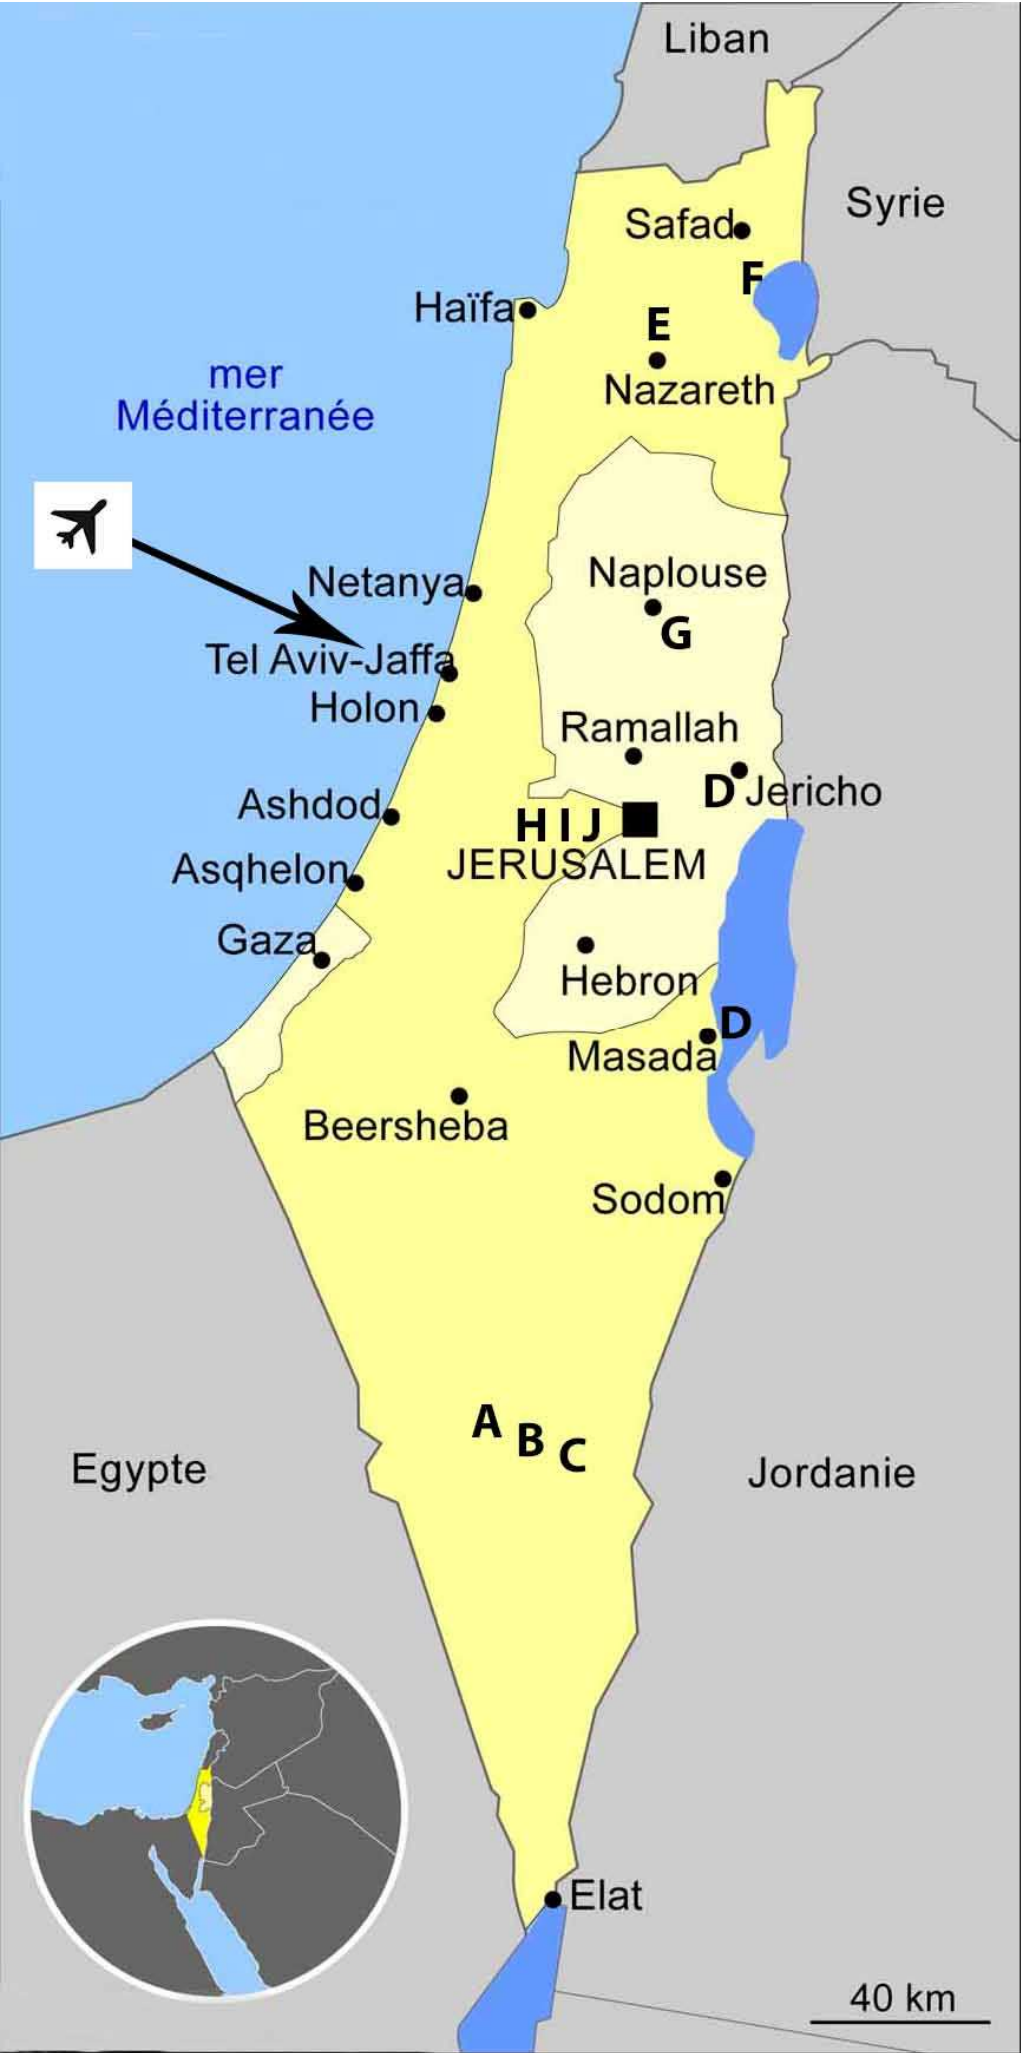 Liban
Syrie
Safad
F
Haïfa
E
Nazareth
mer
Méditerranée
Naplouse
Netanya
G
Tel Aviv-Jaffa
Holon
Ramallah
D Jericho
Ashdod
H I J
JERUSALEM
Asqhelon
Gaza
Hebron
D
Masada
Beersheba
Sodom
A B C
Egypte
Jordanie
Elat
40 km